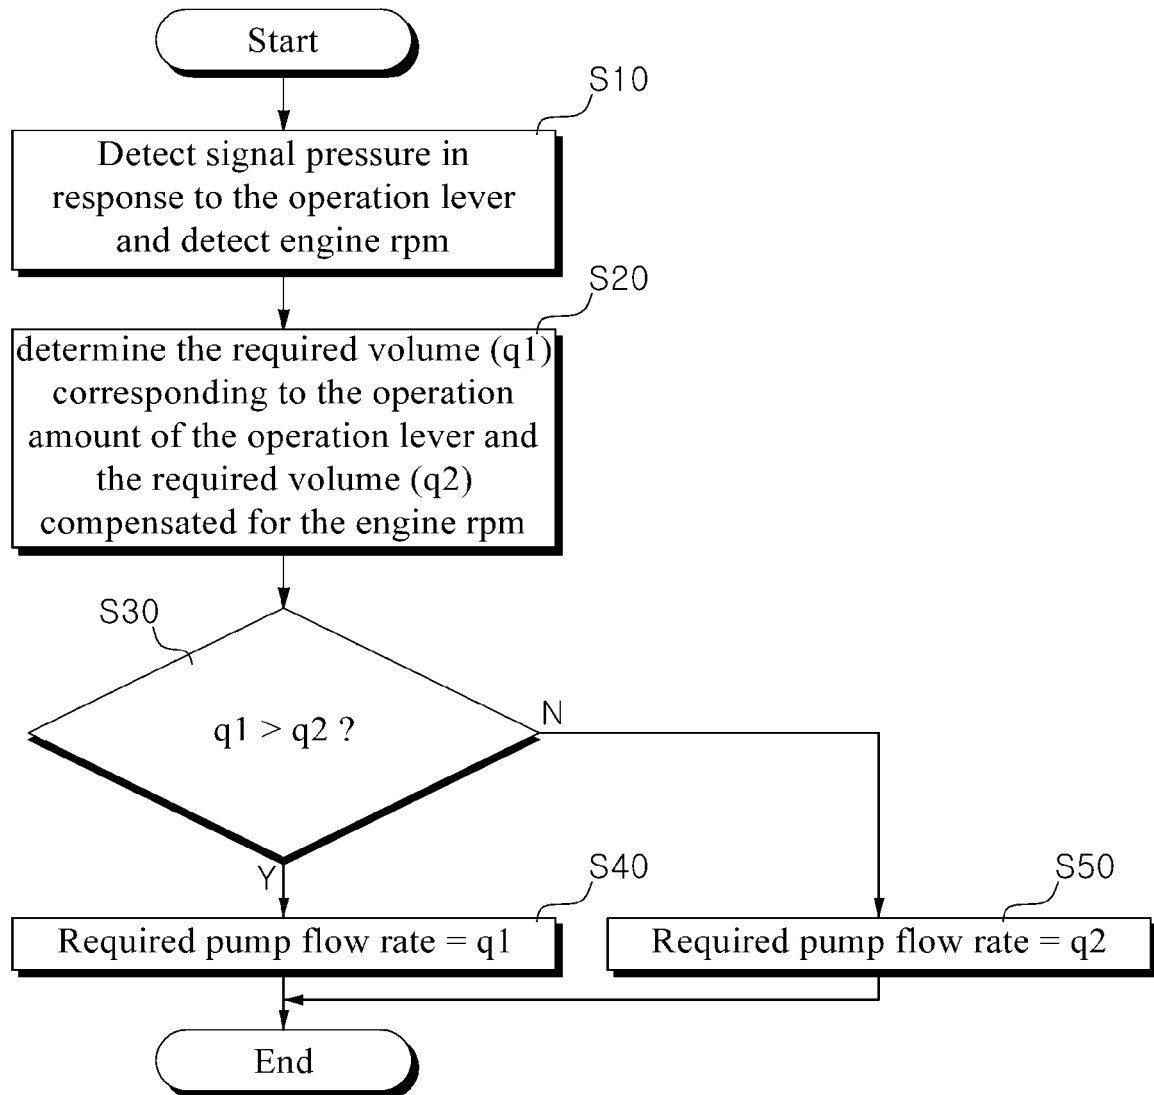 Start
S10
Detect signal pressure in
response to the operation lever
and detect engine rpm
S20
determine the required volume (q1)
corresponding to the operation
amount of the operation lever and
the required volume (q2)
compensated for the engine rpm
S30
q1 > q2 ?
N
Y
S40
Required pump flow rate = q1
S50
Required pump flow rate = q2
End